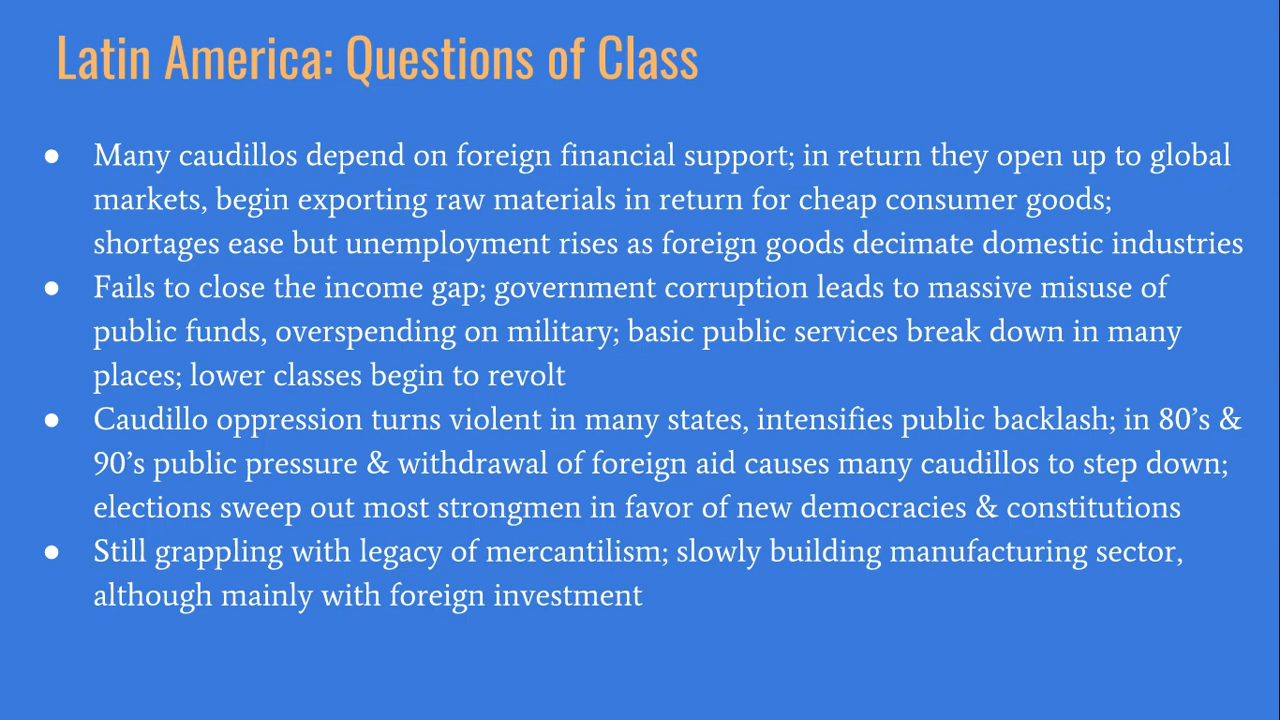 Latin America: Questions of Class
● Many caudillos depend on foreign financial support; in return they open up to global
markets, begin exporting raw materials in return for cheap consumer goods;
shortages ease but unemployment rises as foreign goods decimate domestic industries
● Fails to close the income gap; government corruption leads to massive misuse of
public funds, overspending on military; basic public services break down in many
places; lower classes begin to revolt
● Caudillo oppression turns violent in many states, intensifies public backlash; in 80’s &
90’s public pressure & withdrawal of foreign aid causes many caudillos to step down;
elections sweep out most strongmen in favor of new democracies & constitutions
● Still grappling with legacy of mercantilism; slowly building manufacturing sector,
although mainly with foreign investment